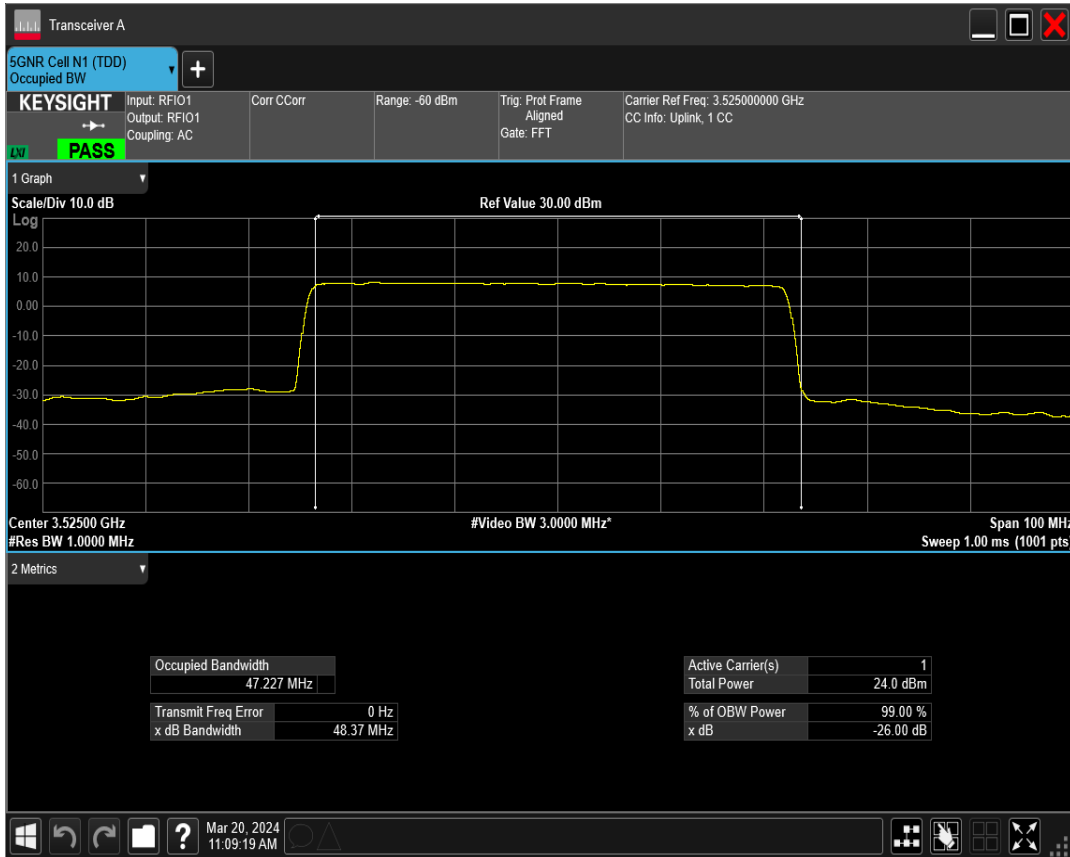 Transceiver A
5GNR Cell N1 (TDD)
Occupied BW
+
KEYSIGHT
LXI
PASS
Input: RFIO1
Output: RFIO1
Coupling: AC
Corr CCorr
Range: -60 dBm
Trig: Prot Frame
Aligned
Gate: FFT
Carrier Ref Freq: 3.525000000 GHz
CC Info: Uplink, 1 CC
1 Graph
Scale/Div 10.0 dB
Ref Value 30.00 dBm
Log
20.0
10.0
0.00
-10.0
-20.0
-30.0
-40.0
-50.0
-60.0
Center 3.52500 GHz
#Video BW 3.0000 MHz*
Span 100 MHz
#Res BW 1.0000 MHz
Sweep 1.00 ms (1001 pts)
2 Metrics
Occupied Bandwidth
47.227 MHz
Transmit Freq Error 0 Hz
x dB Bandwidth 48.37 MHz
Active Carrier(s) 1
Total Power 24.0 dBm
% of OBW Power 99.00 %
x dB -26.00 dB
?
Mar 20, 2024
11:09:19 AM